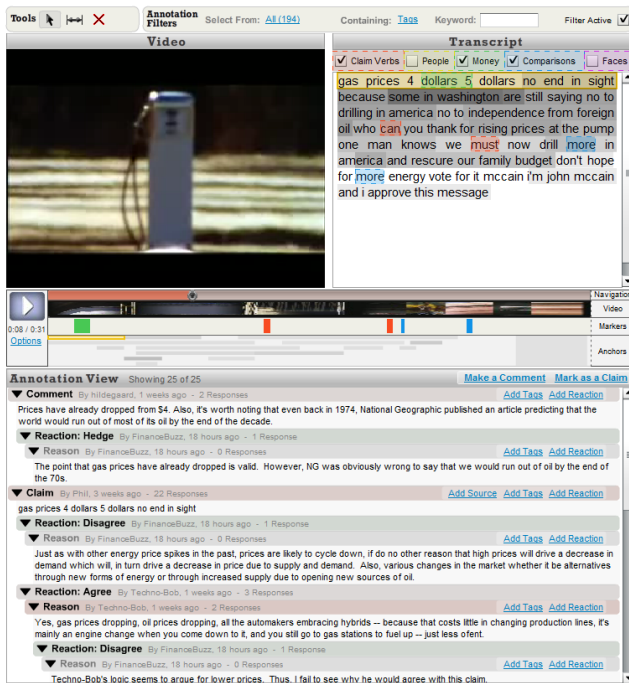 Tools
Annotation Filters Select From: All (194) Containing: Tags Keyword: Filter Active
Video
Transcript
Claim Verbs People Money Comparisons Faces
gas prices 4 dollars 5 dollars no end in sight
because some in washington are still saying no to
drilling in america no to independence from foreign
oil who can you thank for rising prices at the pump
one man knows we must now drill more in
america and rescure our family budget don't hope
for more energy vote for it mccain i'm john mccain
and i approve this message
Navigation
Video
0:08 / 0:31
Markers
Options
Anchors
Annotation View Showing 25 of 25 Make a Comment Mark as a Claim
Comment By hildegaard, 1 weeks ago - 2 Responses Add Tags Add Reaction
Prices have already dropped from $4. Also, it's worth noting that even back in 1974, National Geographic published an article predicting that the
world would run out of most of its oil by the end of the decade.
Reaction: Hedge By FinanceBuzz, 18 hours ago - 1 Response
Reason By FinanceBuzz, 18 hours ago - 0 Responses Add Tags Add Reaction
The point that gas prices have already dropped is valid. However, NG was obviously wrong to say that we would run out of oil by the end of
the 70s.
Claim By Phil, 3 weeks ago - 22 Responses Add Source Add Tags Add Reaction
gas prices 4 dollars 5 dollars no end in sight
Reaction: Disagree By FinanceBuzz, 18 hours ago - 1 Response
Reason By FinanceBuzz, 18 hours ago - 0 Responses Add Tags Add Reaction
Just as with other energy price spikes in the past, prices are likely to cycle down, if do no other reason that high prices will drive a decrease in
demand which will, in turn drive a decrease in price due to supply and demand. Also, various changes in the market whether it be alternatives
through new forms of energy or through increased supply due to opening new sources of oil.
Reaction: Agree By Techno-Bob, 1 weeks ago - 3 Responses
Reason By Techno-Bob, 1 weeks ago - 2 Responses Add Tags Add Reaction
Yes, gas prices dropping, oil prices dropping, all the automakers embracing hybrids -- because that costs little in changing production lines, it's
mainly an engine change when you come down to it, and you still go to gas stations to fuel up -- just less ofent.
Reaction: Disagree By FinanceBuzz, 18 hours ago - 1 Response
Reason By FinanceBuzz, 18 hours ago - 0 Responses Add Tags Add Reaction
Techno-Bob's logic seems to argue for lower prices. Thus, I fail to see why he would agree with this claim.